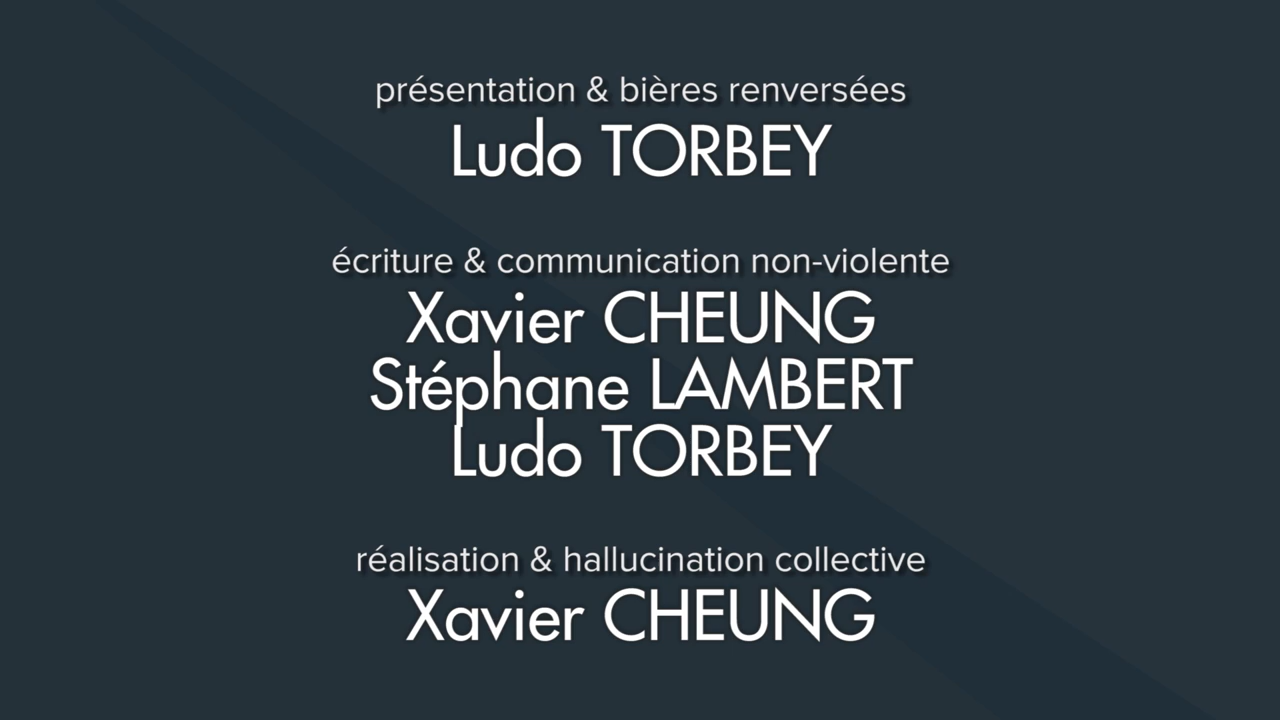 présentation & bières renversées
Ludo TORBEY
écriture & communication non-violente
Xavier CHEUNG
Stéphane LAMBERT
Ludo TORBEY
réalisation & hallucination collective
Xavier CHEUNG